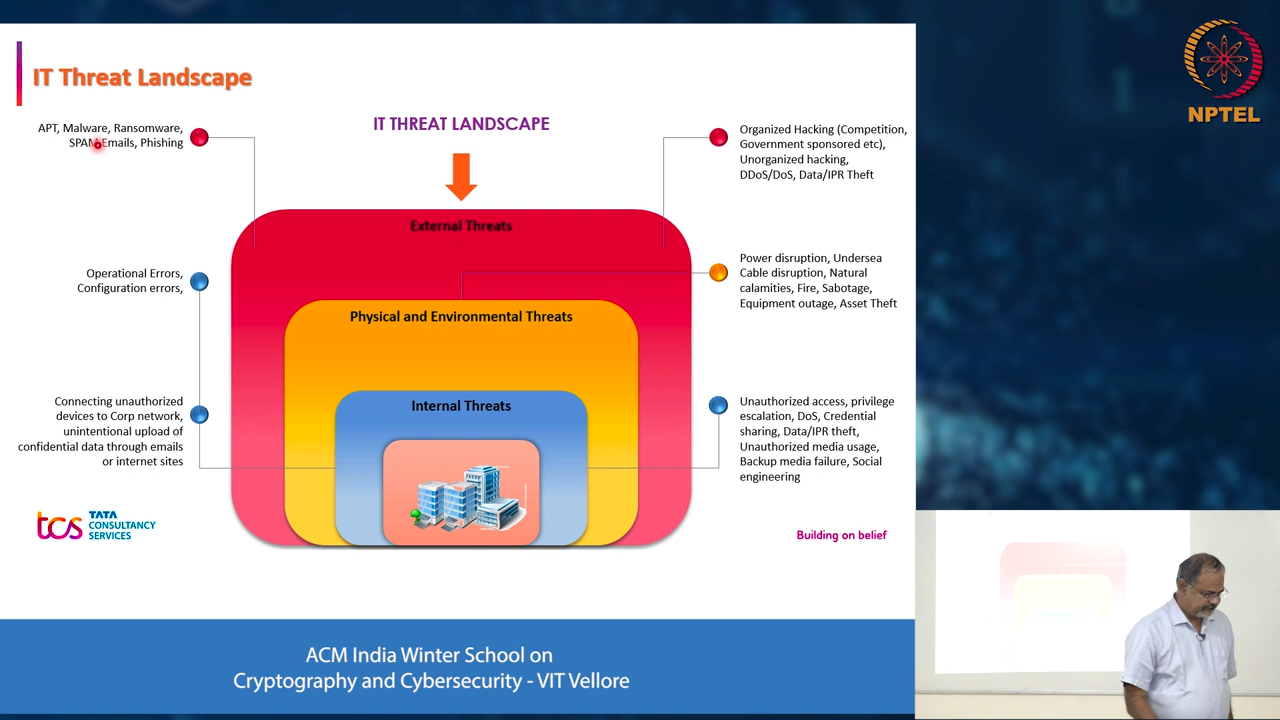 IT Threat Landscape
NPTEL
IT THREAT LANDSCAPE
APT, Malware, Ransomware,
SPAM Emails, Phishing
Organized Hacking (Competition,
Government sponsored etc),
Unorganized hacking,
DDoS/DoS, Data/IPR Theft
External Threats
Operational Errors,
Configuration errors,
Power disruption, Undersea
Cable disruption, Natural
calamities, Fire, Sabotage,
Equipment outage, Asset Theft
Physical and Environmental Threats
Internal Threats
Connecting unauthorized
devices to Corp network,
unintentional upload of
confidential data through emails
or internet sites
Unauthorized access, privilege
escalation, DoS, Credential
sharing, Data/IPR theft,
Unauthorized media usage,
Backup media failure, Social
engineering
tcs TATA
CONSULTANCY
SERVICES
Building on belief
ACM India Winter School on
Cryptography and Cybersecurity - VIT Vellore